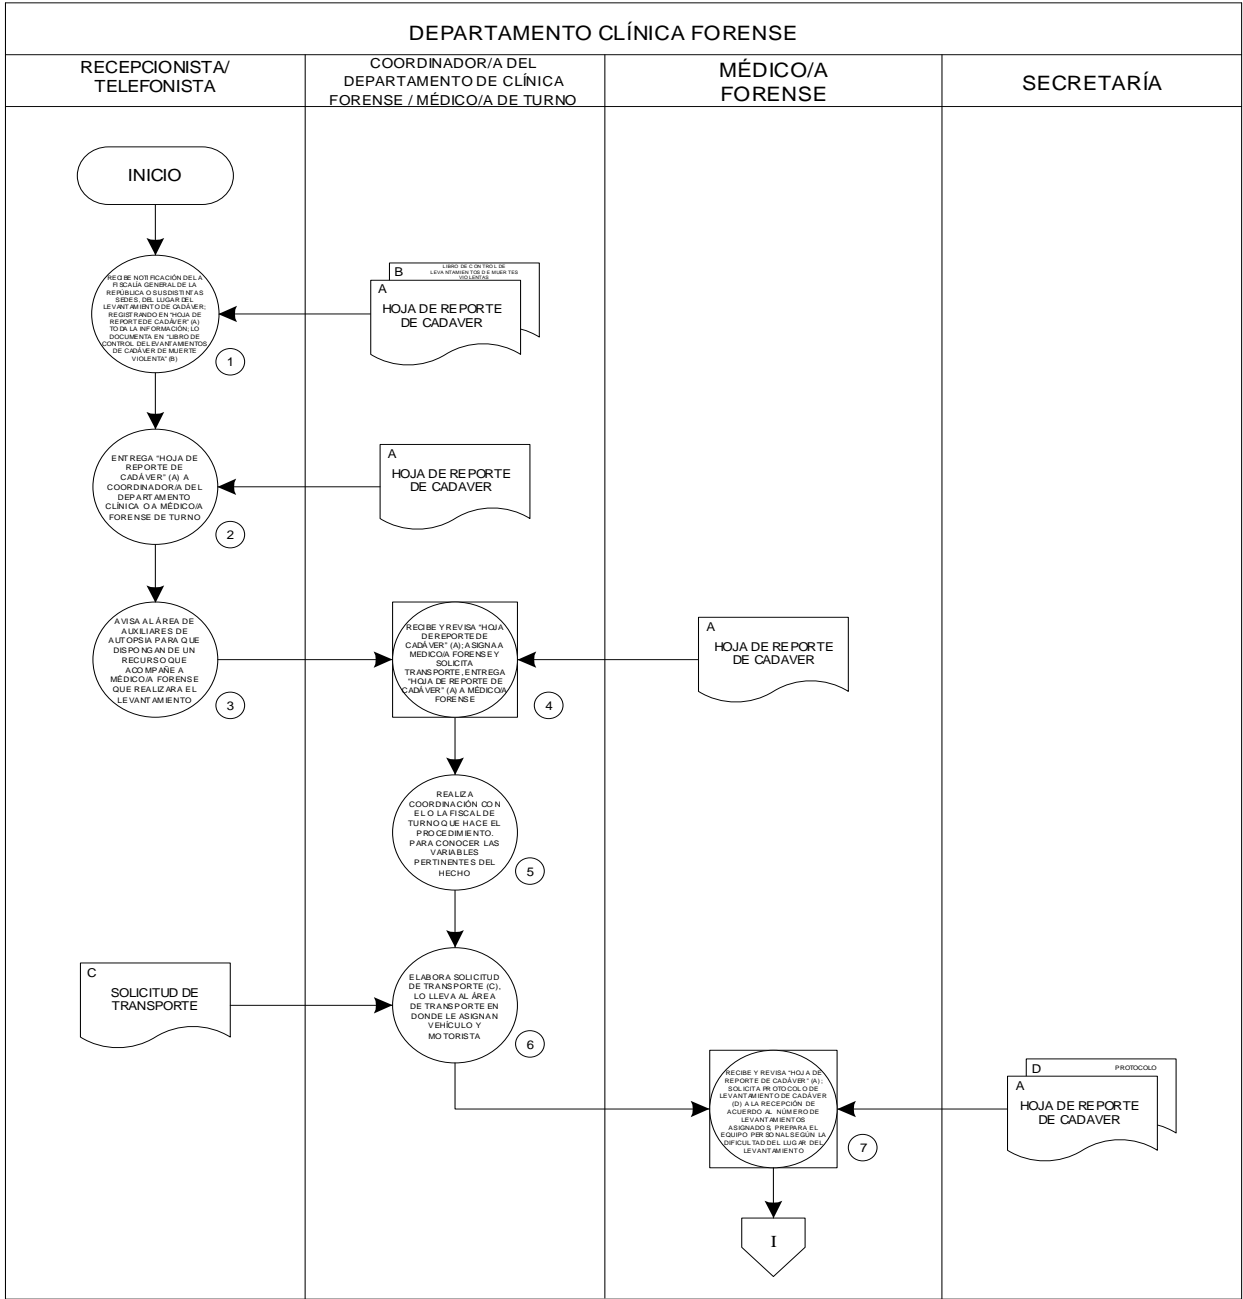 DEPARTAMENTO CLÍNICA FORENSE
RECEPCIONISTA/
TELEFONISTA
COORDINADOR/A DEL
DEPARTAMENTO DE CLÍNICA
FORENSE / MÉDICO/A DE TURNO
MÉDICO/A
FORENSE
SECRETARÍA
INICIO
RECIBE NOTIFICACIÓN DE LA
FISCALÍA GENERAL DE LA
REPÚBLICA O SUS DISTINTAS
SEDES, DEL LUGAR DEL
LEVANTAMIENTO DE CADÁVER;
REGISTRANDO EN "HOJA DE
REPORTE DE CADÁVER" (A)
TODA LA INFORMACIÓN; LO
DOCUMENTA EN "LIBRO DE
CONTROL DE LEVANTAMIENTOS
DE CADÁVER DE MUERTE
VIOLENTA" (B)
1
B
LIBRO DE CONTROL DE
LEVANTAMIENTOS DE MUERTES
VIOLENTAS
A
HOJA DE REPORTE
DE CADAVER
ENTREGA "HOJA DE
REPORTE DE
CADÁVER" (A) A
COORDINADOR/A DEL
DEPARTAMENTO
CLÍNICA O A MÉDICO/A
FORENSE DE TURNO
2
A
HOJA DE REPORTE
DE CADAVER
AVISA AL ÁREA DE
AUXILIARES DE
AUTOPSIA PARA QUE
DISPONGAN DE UN
RECURSO QUE
ACOMPAÑE A
MÉDICO/A FORENSE
QUE REALIZARA EL
LEVANTAMIENTO
3
RECIBE Y REVISA "HOJA
DE REPORTE DE
CADÁVER" (A); ASIGNA A
MEDICO/A FORENSE Y
SOLICITA
TRANSPORTE, ENTREGA
"HOJA DE REPORTE DE
CADÁVER" (A) A MÉDICO/A
FORENSE
4
A
HOJA DE REPORTE
DE CADAVER
REALIZA
COORDINACIÓN CON
EL O LA FISCAL DE
TURNO QUE HACE EL
PROCEDIMIENTO.
PARA CONOCER LAS
VARIABLES
PERTINENTES DEL
HECHO
5
C
SOLICITUD DE
TRANSPORTE
ELABORA SOLICITUD
DE TRANSPORTE (C),
LO LLEVA AL ÁREA
DE TRANSPORTE EN
DONDE LE ASIGNAN
VEHÍCULO Y
MOTORISTA
6
RECIBE Y REVISA "HOJA DE
REPORTE DE CADÁVER" (A);
SOLICITA PROTOCOLO DE
LEVANTAMIENTO DE CADÁVER
(D) A LA RECEPCIÓN DE
ACUERDO AL NÚMERO DE
LEVANTAMIENTOS
ASIGNADOS, PREPARA EL
EQUIPO PERSONAL SEGÚN LA
DIFICULTAD DEL LUGAR DEL
LEVANTAMIENTO
7
D
PROTOCOLO
A
HOJA DE REPORTE
DE CADAVER
I